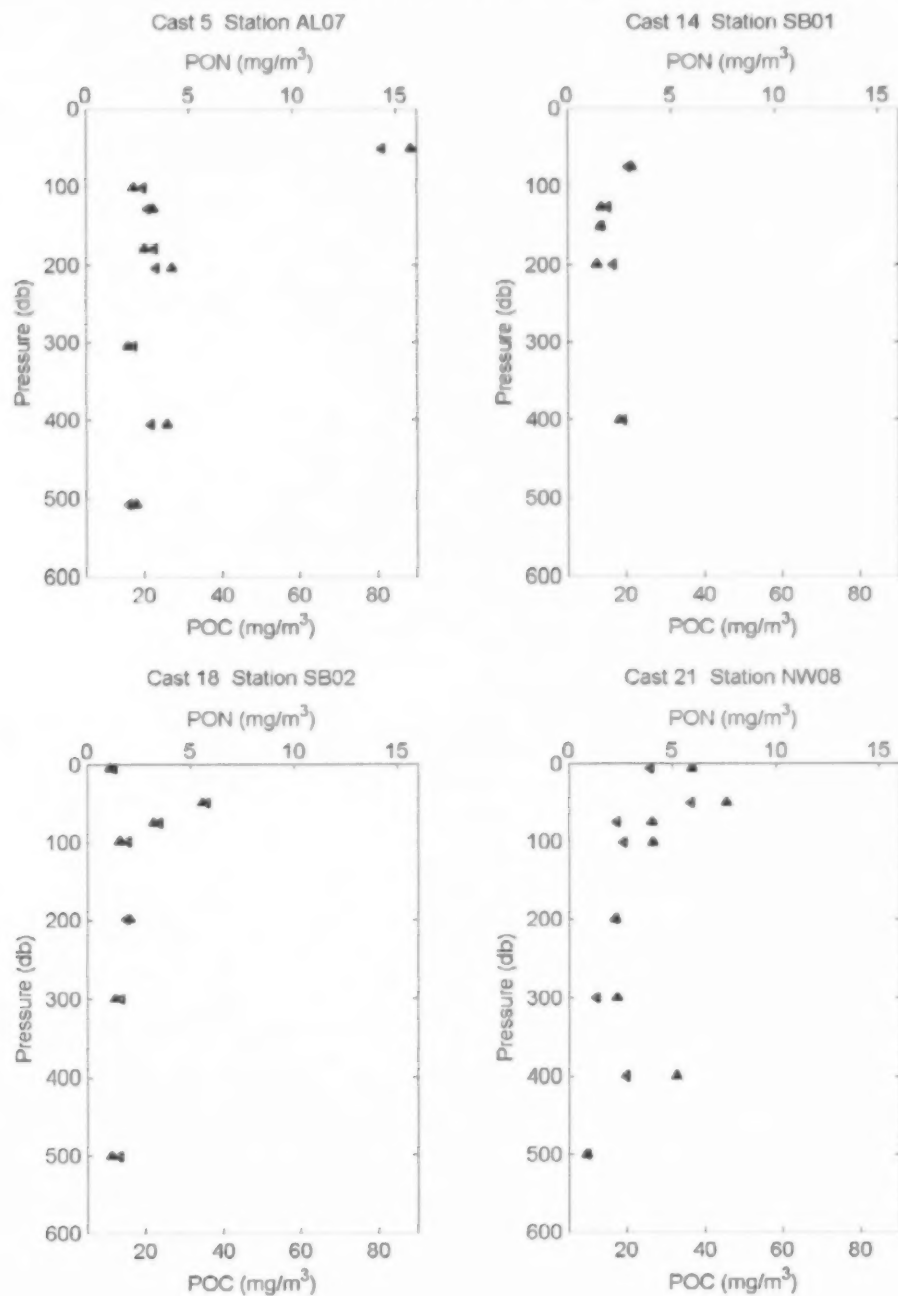 Cast 5 Station AL07
PON (mg/m³)
0 5 10 15
0
100
200
300
400
500
600
Pressure (db)
20 40 60 80
POC (mg/m³)
Cast 14 Station SB01
PON (mg/m³)
0 5 10 15
0
100
200
300
400
500
600
Pressure (db)
20 40 60 80
POC (mg/m³)
Cast 18 Station SB02
PON (mg/m³)
0 5 10 15
0
100
200
300
400
500
600
Pressure (db)
20 40 60 80
POC (mg/m³)
Cast 21 Station NW08
PON (mg/m³)
0 5 10 15
0
100
200
300
400
500
600
Pressure (db)
20 40 60 80
POC (mg/m³)